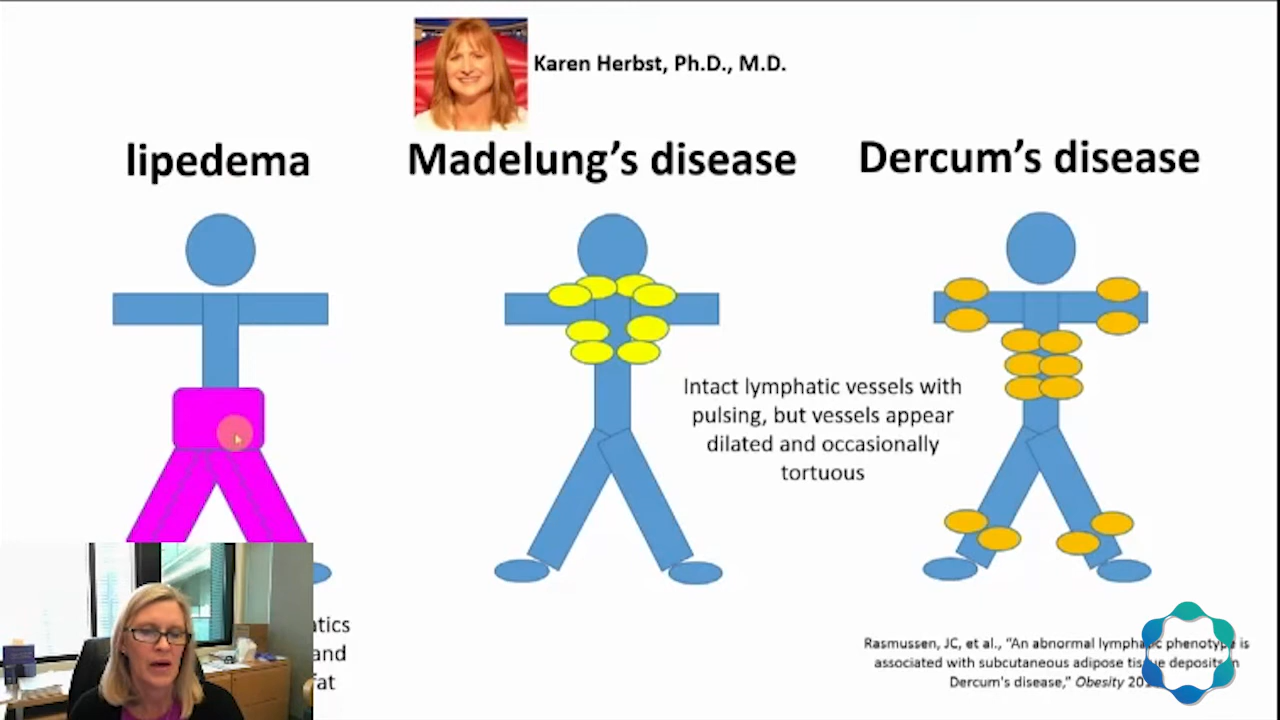 Karen Herbst, Ph.D., M.D.
lipedema
Madelung's disease
Dercum's disease
Intact lymphatic vessels with
pulsing, but vessels appear
dilated and occasionally
tortuous
and
fat
Rasmussen, JC, et al., "An abnormal lymphatic phenotype is
associated with subcutaneous adipose tissue deposits in
Dercum's disease," Obesity